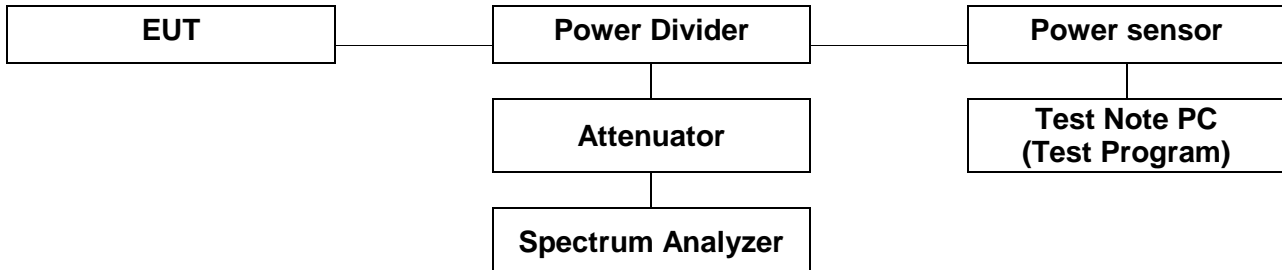 EUT
Power Divider
Power sensor
Attenuator
Test Note PC
(Test Program)
Spectrum Analyzer